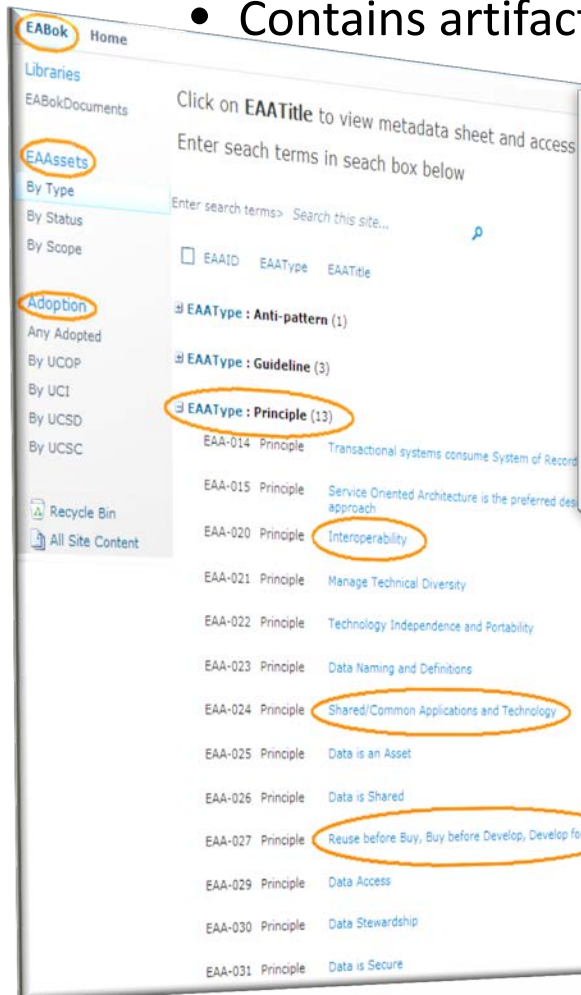 • Contains artifact
EABok Home
Libraries
EABokDocuments
EAAssets
By Type
By Status
By Scope
Adoption
Any Adopted
By UCOP
By UCI
By UCSD
By UCSC
Recycle Bin
All Site Content
Click on EAATitle to view metadata sheet and access
Enter seach terms in seach box below
Enter search terms> Search this site...
EAAID EAAType EAATitle
EAAType : Anti-pattern (1)
EAAType : Guideline (3)
EAAType : Principle (13)
EAA-014 Principle Transactional systems consume System of Record
EAA-015 Principle Service Oriented Architecture is the preferred des
approach
EAA-020 Principle Interoperability
EAA-021 Principle Manage Technical Diversity
EAA-022 Principle Technology Independence and Portability
EAA-023 Principle Data Naming and Definitions
EAA-024 Principle Shared/Common Applications and Technology
EAA-025 Principle Data is an Asset
EAA-026 Principle Data is Shared
EAA-027 Principle Reuse before Buy, Buy before Develop, Develop fo
EAA-029 Principle Data Access
EAA-030 Principle Data Stewardship
EAA-031 Principle Data is Secure